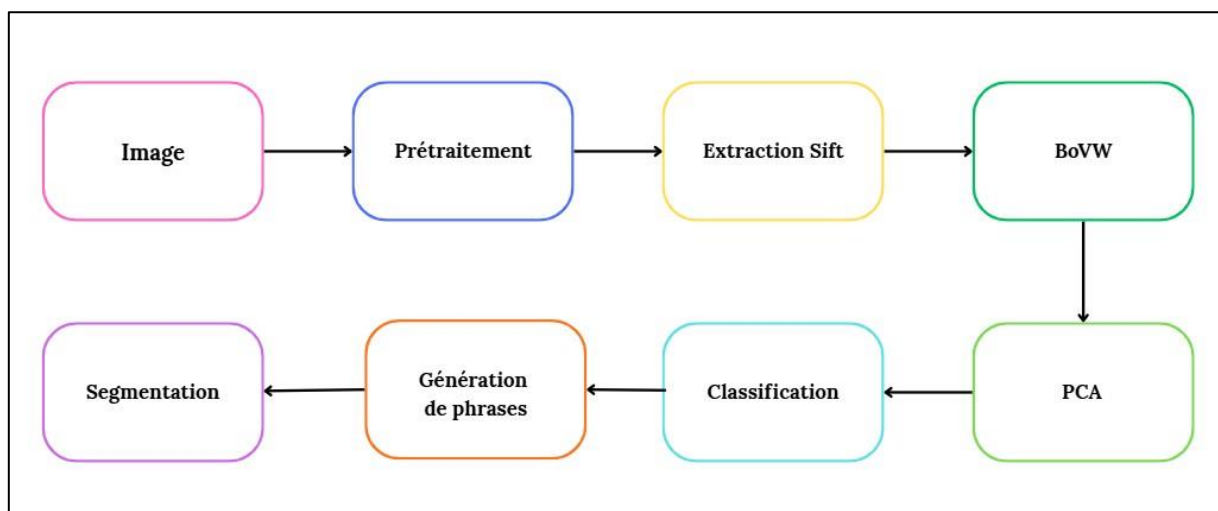 Image
Prétraitement
Extraction Sift
BoVW
Segmentation
Génération
de phrases
Classification
PCA